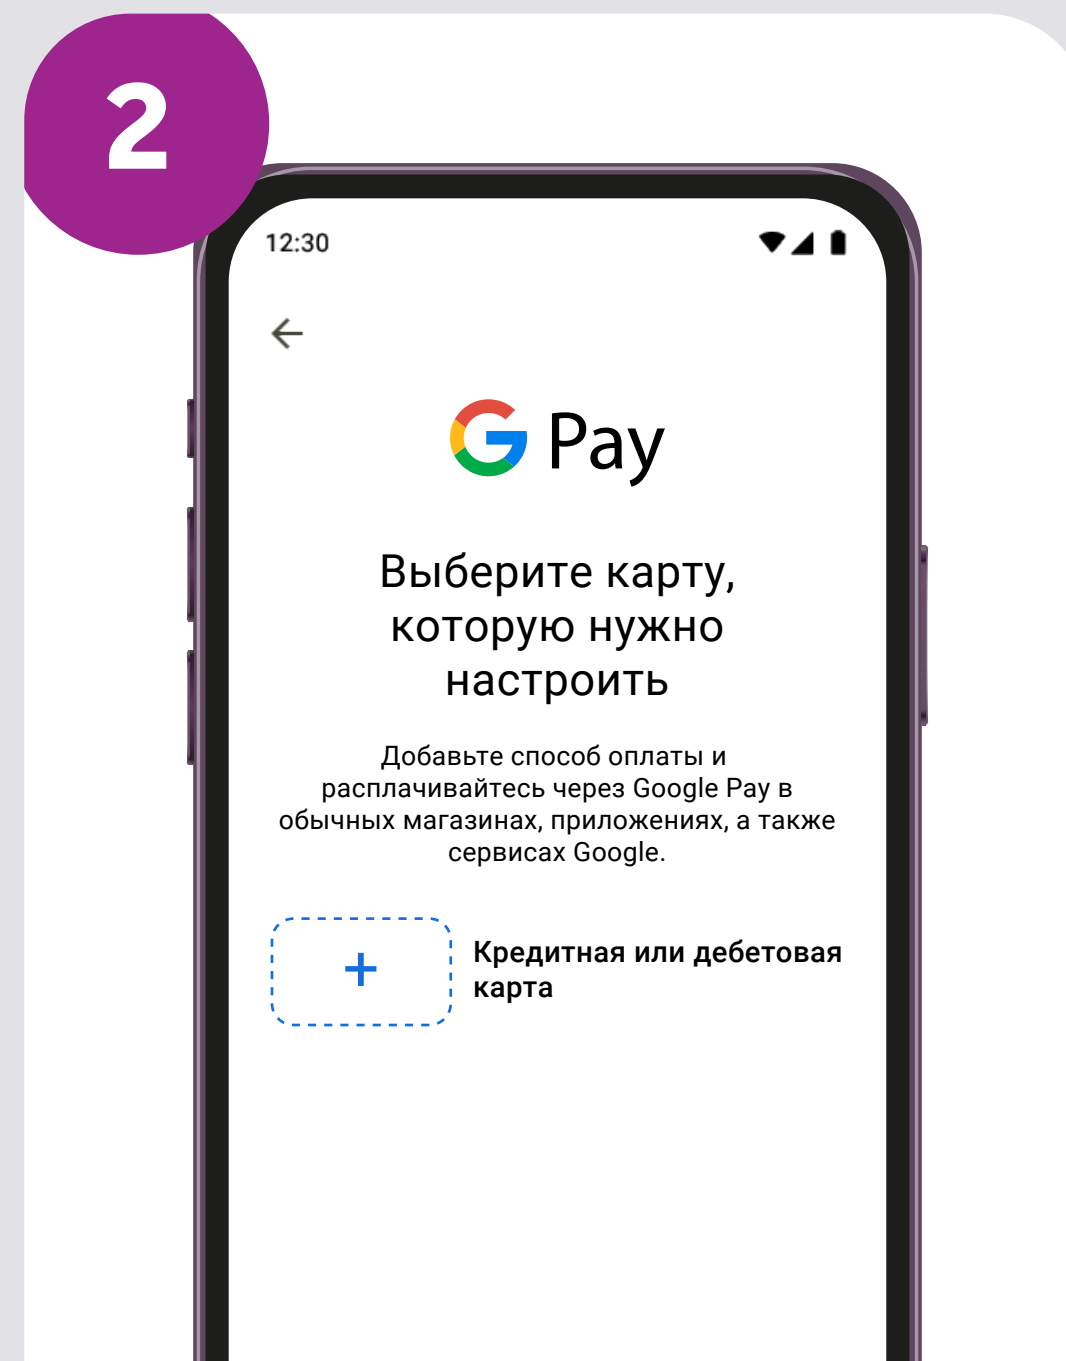 2
12:30
G Pay
Выберите карту,
которую нужно
настроить
Добавьте способ оплаты и
расплачивайтесь через Google Pay в
обычных магазинах, приложениях, а также
сервисах Google.
+
Кредитная или дебетовая
карта